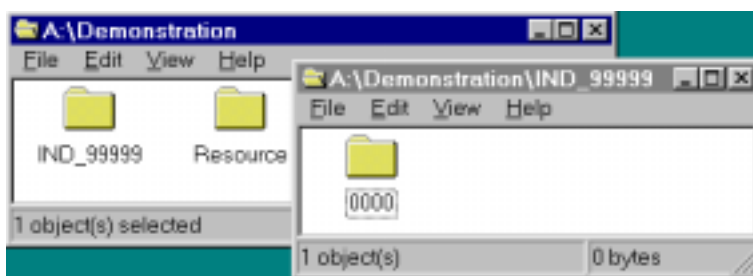 A:\Demonstration
File Edit View Help
IND_99999 Resource
1 object(s) selected
A:\Demonstration\IND_99999
File Edit View Help
0000
1 object(s) 0 bytes